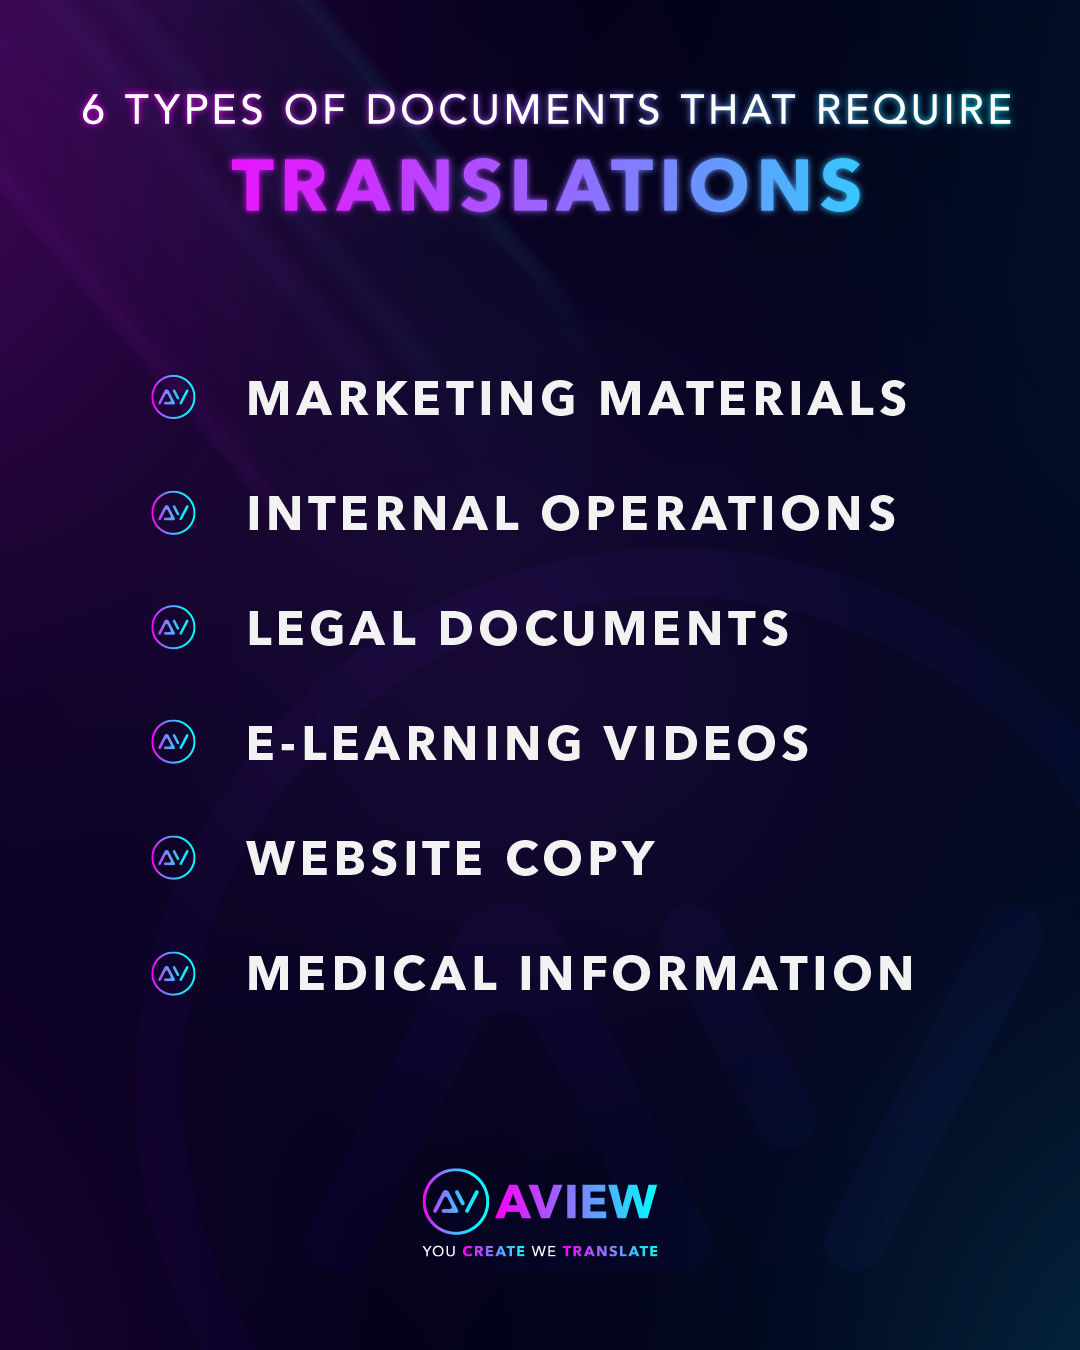 6 TYPES OF DOCUMENTS THAT REQUIRE
TRANSLATIONS
MARKETING MATERIALS
INTERNAL OPERATIONS
LEGAL DOCUMENTS
E-LEARNING VIDEOS
WEBSITE COPY
MEDICAL INFORMATION
AVIEW
YOU CREATE WE TRANSLATE